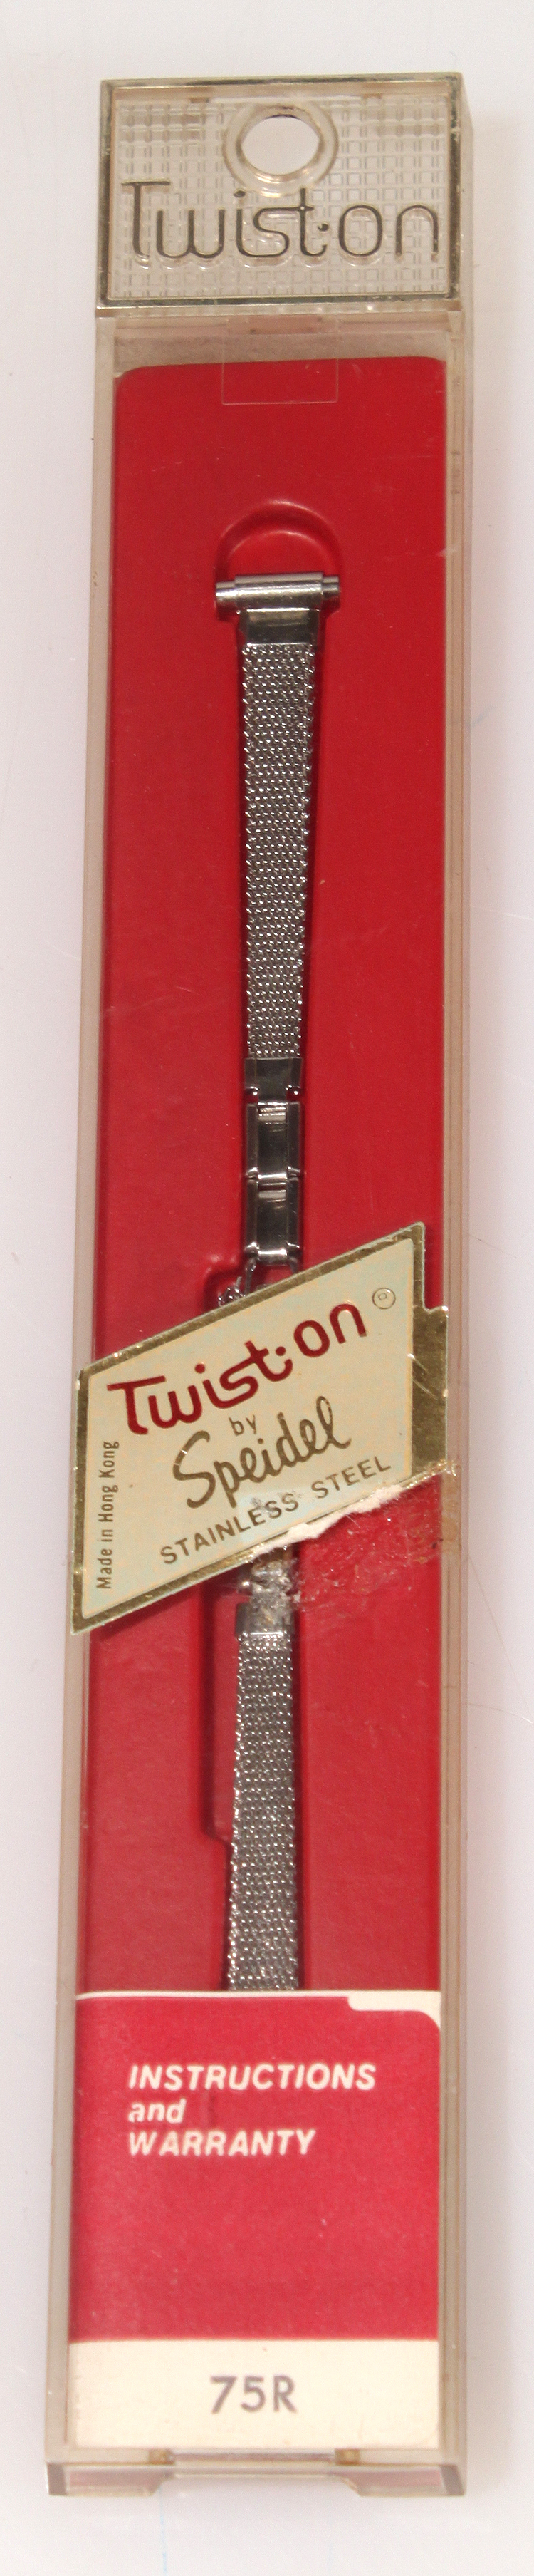 Twist·on
Twist·on ®
by
Speidel
STAINLESS STEEL
Made in Hong Kong
INSTRUCTIONS
and
WARRANTY
75R